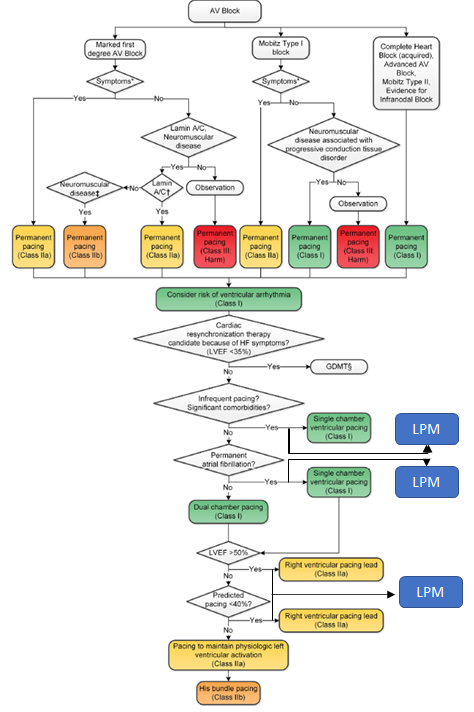 AV Block
Marked first
degree AV Block
Mobitz Type I
block
Complete Heart
Block (acquired),
Advanced AV
Block,
Mobitz Type II,
Evidence for
Infranodal Block
Symptoms*
Symptoms*
Yes
No
Yes
No
Lamin A/C,
Neuromuscular
disease
Neuromuscular
disease associated with
progressive conduction tissue
disorder
Yes
No
Yes
No
Neuromuscular
disease‡
No
Lamin
A/C†
Observation
Observation
Yes
Yes
Permanent
pacing
(Class IIa)
Permanent
pacing
(Class IIb)
Permanent
pacing
(Class IIa)
Permanent
pacing
(Class III:
Harm)
Permanent
pacing
(Class IIa)
Permanent
pacing
(Class I)
Permanent
pacing
(Class III:
Harm)
Permanent
pacing
(Class I)
Consider risk of ventricular arrhythmia
(Class I)
Cardiac
resynchronization therapy
candidate because of HF symptoms?
(LVEF <35%)
Yes
GDMT§
No
Infrequent pacing?
Significant comorbidities?
Yes
Single chamber
ventricular pacing
(Class I)
LPM
No
Permanent
atrial fibrillation?
Yes
Single chamber
ventricular pacing
(Class I)
LPM
No
Dual chamber pacing
(Class I)
LVEF >50%
Yes
Right ventricular pacing lead
(Class IIa)
No
Predicted
pacing <40%?
LPM
Yes
Right ventricular pacing lead
(Class IIa)
No
Pacing to maintain physiologic left
ventricular activation
(Class IIa)
His bundle pacing
(Class IIb)